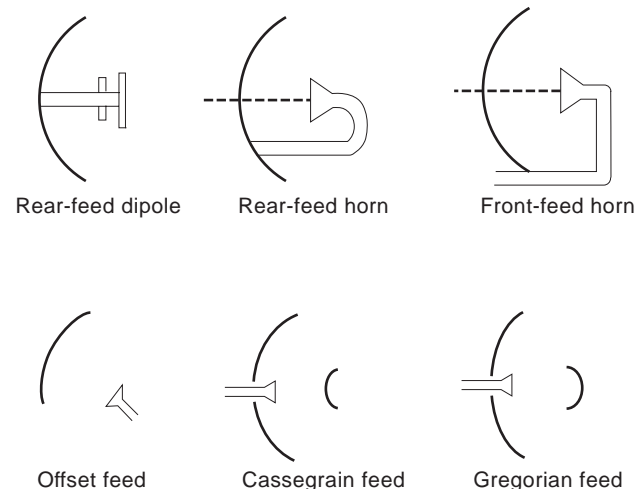 Rear-feed dipole
Rear-feed horn
Front-feed horn
Offset feed
Cassegrain feed
Gregorian feed